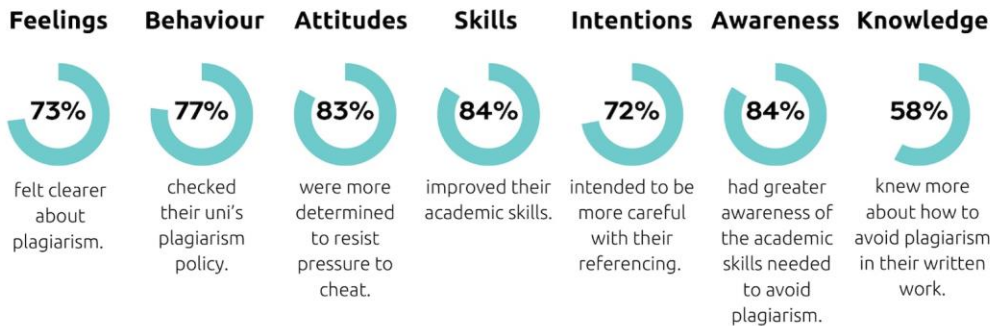 Feelings
73%
felt clearer
about
plagiarism.
Behaviour
77%
checked
their uni's
plagiarism
policy.
Attitudes
83%
were more
determined
to resist
pressure to
cheat.
Skills
84%
improved their
academic skills.
Intentions
72%
intended to be
more careful
with their
referencing.
Awareness
84%
had greater
awareness of
the academic
skills needed
to avoid
plagiarism.
Knowledge
58%
knew more
about how to
avoid plagiarism
in their written
work.